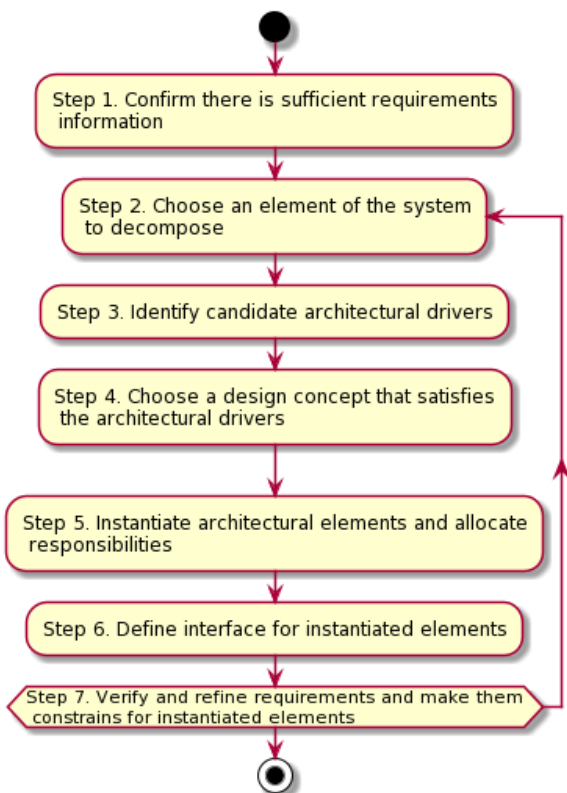 Step 1. Confirm there is sufficient requirements
information
Step 2. Choose an element of the system
to decompose
Step 3. Identify candidate architectural drivers
Step 4. Choose a design concept that satisfies
the architectural drivers
Step 5. Instantiate architectural elements and allocate
responsibilities
Step 6. Define interface for instantiated elements
Step 7. Verify and refine requirements and make them
constrains for instantiated elements